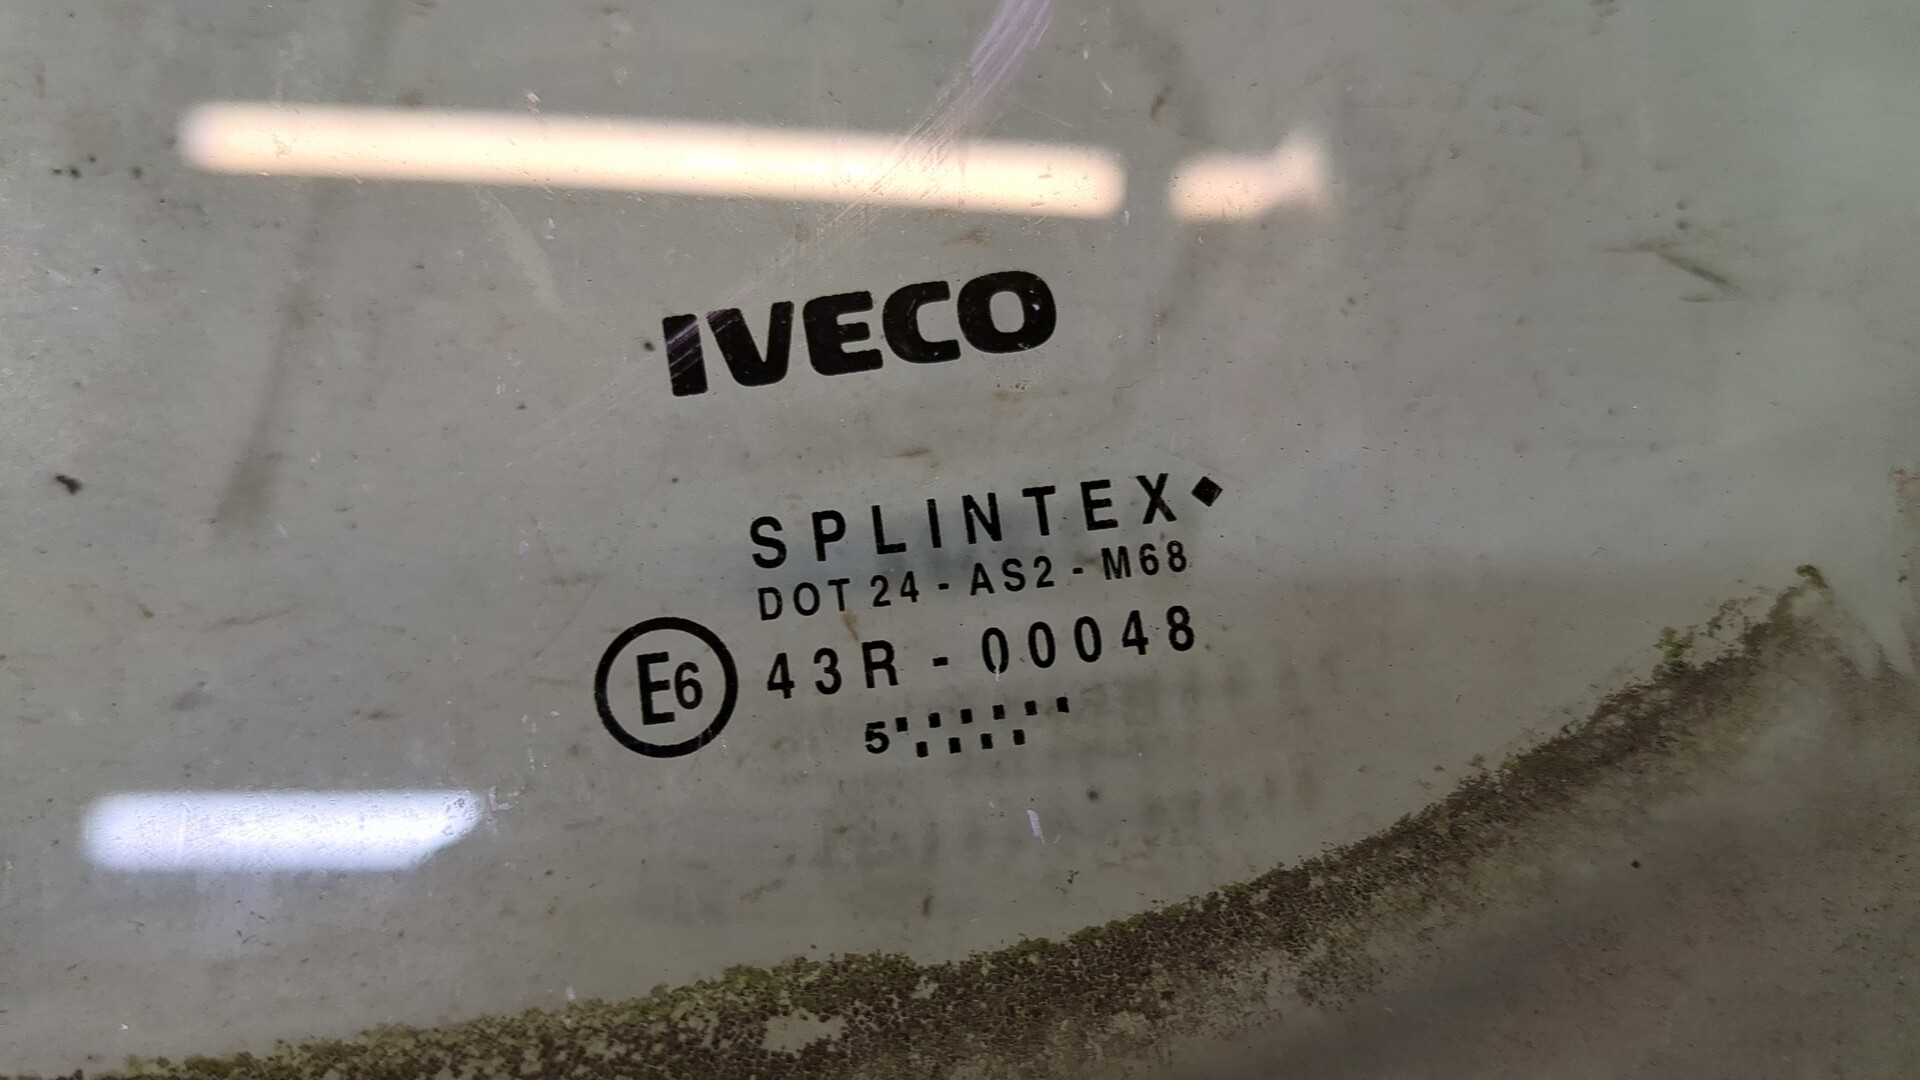 IVECO
SPLINTEX
DOT 24 - AS2 - M68
E6 43R - 00048
5